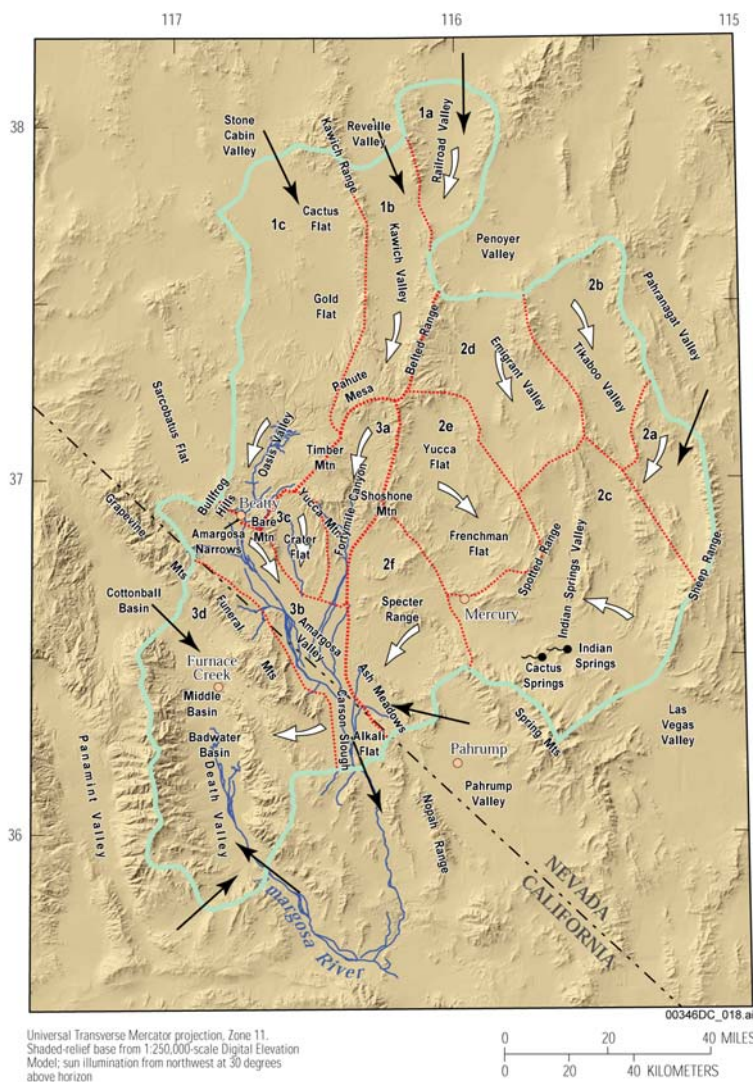 117
116
115
38
37
36
Stone
Cabin
Valley
Kawich Range
Reveille
Valley
1a
Railroad Valley
1c
Cactus
Flat
1b
Kawich Valley
Penoyer
Valley
Gold
Flat
2b
Pahranagat Valley
Belted Range
2d
Emigrant Valley
Tikaboo Valley
Pahute
Mesa
Sarcobatus Flat
Oasis Valley
3a
2e
2a
Timber
Mtn
Yucca
Flat
2c
Bullfrog
Hills
Beatty
Yucca Mtn
Fortymile Canyon
Shoshone
Mtn
Grapevine
Mts
Amargosa
Narrows
Bare
Mtn
3c
Crater
Flat
Frenchman
Flat
Spotted Range
Indian Springs Valley
Sheep Range
2f
Cottonball
Basin
3d
Funeral
Mts
3b
Amargosa
Valley
Specter
Range
Mercury
Indian
Springs
Cactus
Springs
Furnace
Creek
Middle
Basin
Badwater
Basin
Carson Slough
Ash Meadows
Alkali
Flat
Spring Mts
Las
Vegas
Valley
Pahrump
Pahrump
Valley
Panamint Valley
Death Valley
Nopah Range
Amargosa River
NEVADA
CALIFORNIA
00346DC_018.ai
Universal Transverse Mercator projection, Zone 11.
Shaded-relief base from 1:250,000-scale Digital Elevation
Model; sun illumination from northwest at 30 degrees
above horizon
0 20 40 MILES
0 20 40 KILOMETERS